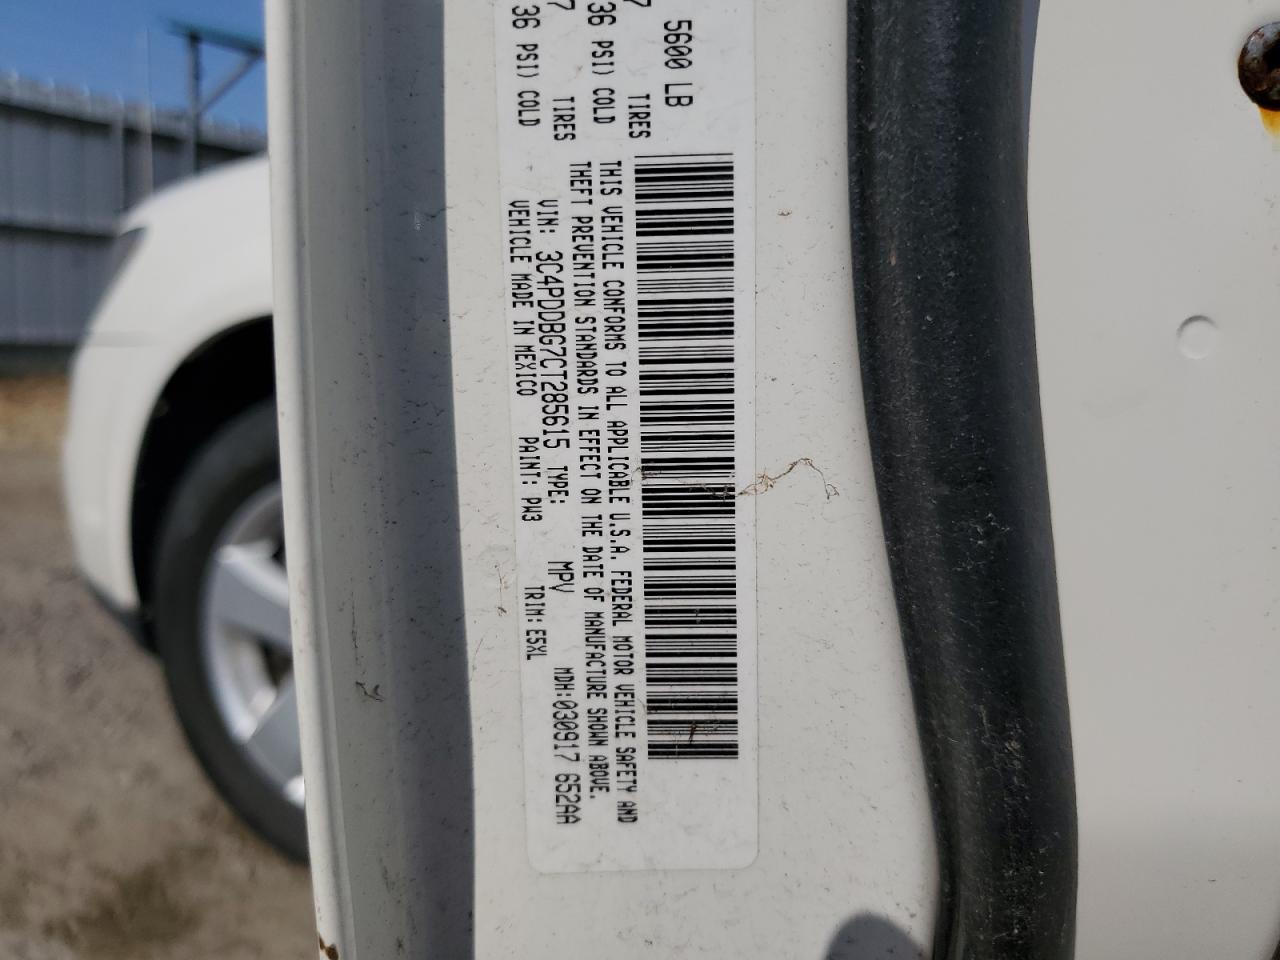 5600 LB
7 TIRES
36 PSI) COLD
7 TIRES
36 PSI) COLD
THIS VEHICLE CONFORMS TO ALL APPLICABLE U.S.A. FEDERAL MOTOR VEHICLE SAFETY AND
THEFT PREVENTION STANDARDS IN EFFECT ON THE DATE OF MANUFACTURE SHOWN ABOVE.
VIN: 3C4PDDBG7CT285615 TYPE: MPV MDH:030917 652AA
VEHICLE MADE IN MEXICO PAINT: PW3 TRIM: E5XL